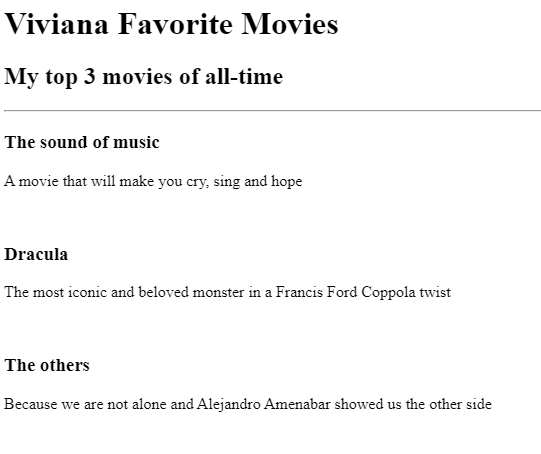 Viviana Favorite Movies
My top 3 movies of all-time
The sound of music
A movie that will make you cry, sing and hope
Dracula
The most iconic and beloved monster in a Francis Ford Coppola twist
The others
Because we are not alone and Alejandro Amenabar showed us the other side